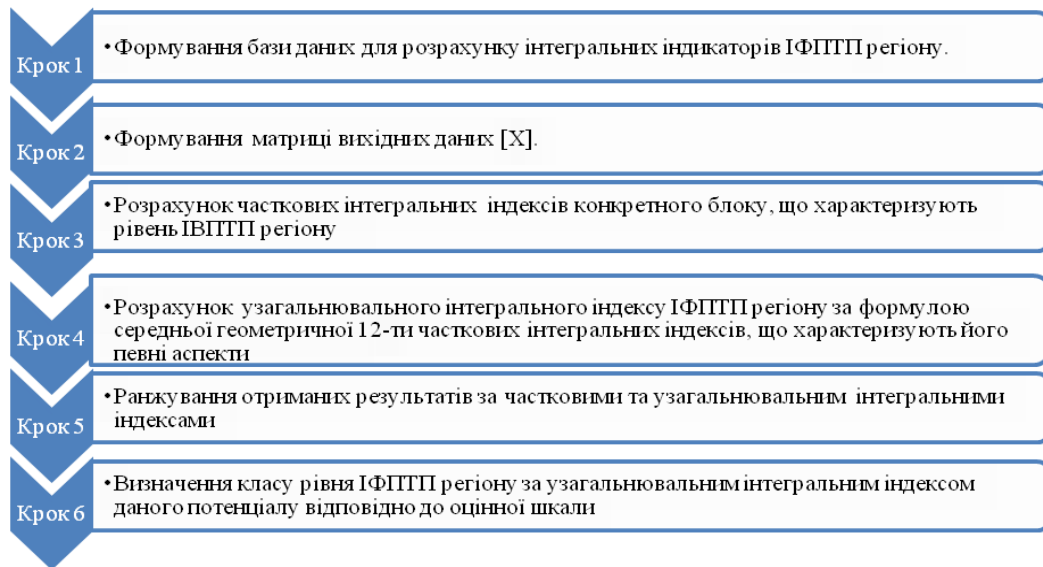 Крок 1
•Формування бази даних для розрахунку інтегральних індикаторів ІФПТП регіону.
Крок 2
•Формування матриці вихідних даних [X].
Крок 3
•Розрахунок часткових інтегральних індексів конкретного блоку, що характеризують
рівень ІВПТП регіону
Крок 4
•Розрахунок узагальнювального інтегрального індексу ІФПТП регіону за формулою
середньої геометричної 12-ти часткових інтегральних індексів, що характеризують його
певні аспекти
Крок 5
•Ранжування отриманих результатів за частковими та узагальнювальним інтегральними
індексами
Крок 6
•Визначення класу рівня ІФПТП регіону за узагальнювальним інтегральним індексом
даного потенціалу відповідно до оцінної шкали